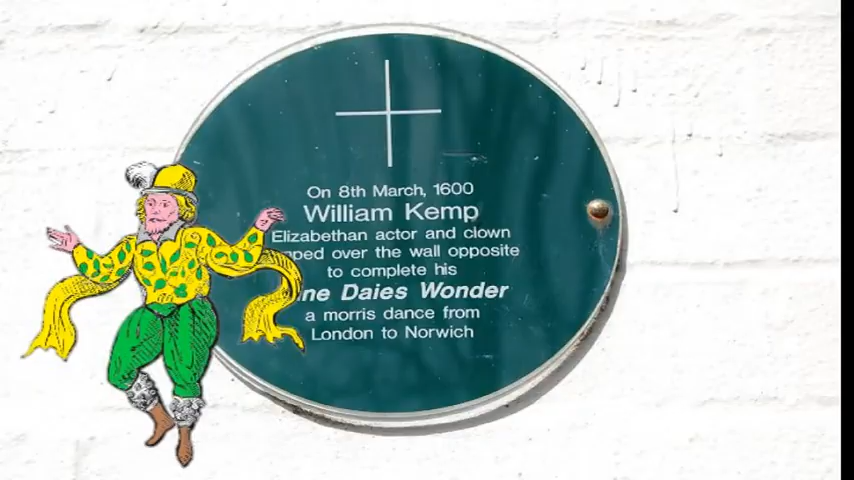 On 8th March, 1600
William Kemp
Elizabethan actor and clown
over the wall opposite
to complete his
Daies Wonder
a morris dance from
London to Norwich